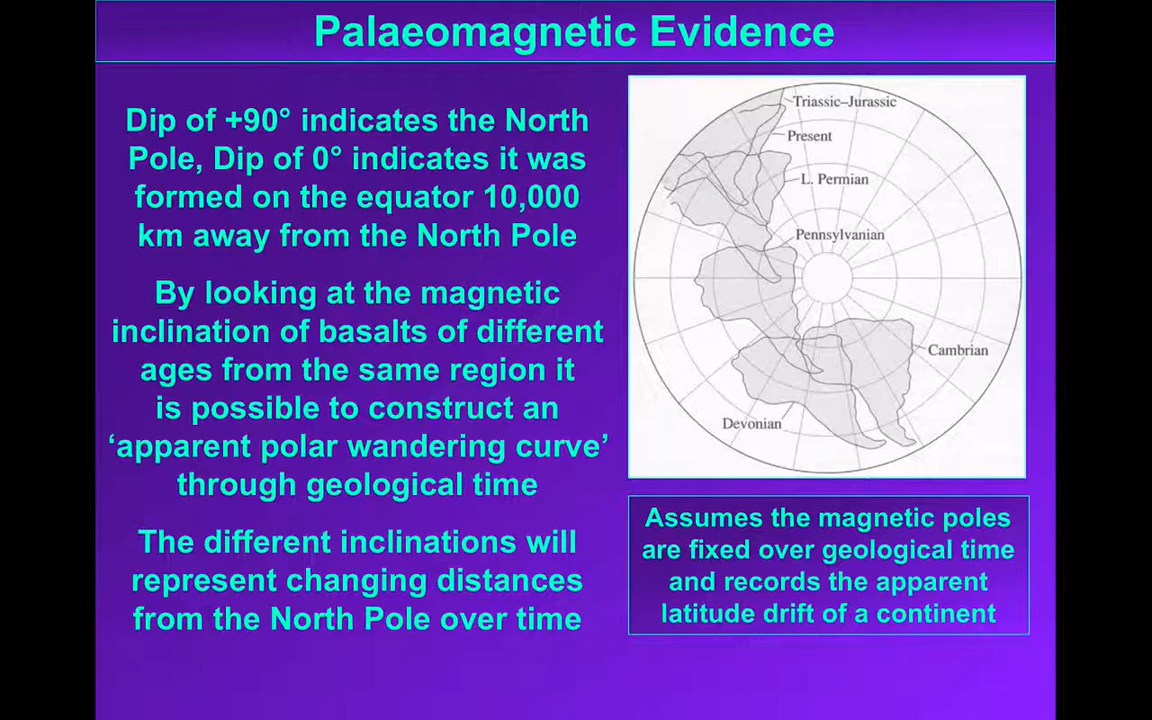 Palaeomagnetic Evidence
Dip of +90° indicates the North
Pole, Dip of 0° indicates it was
formed on the equator 10,000
km away from the North Pole
By looking at the magnetic
inclination of basalts of different
ages from the same region it
is possible to construct an
‘apparent polar wandering curve’
through geological time
The different inclinations will
represent changing distances
from the North Pole over time
Triassic–Jurassic
Present
L. Permian
Pennsylvanian
Cambrian
Devonian
Assumes the magnetic poles
are fixed over geological time
and records the apparent
latitude drift of a continent